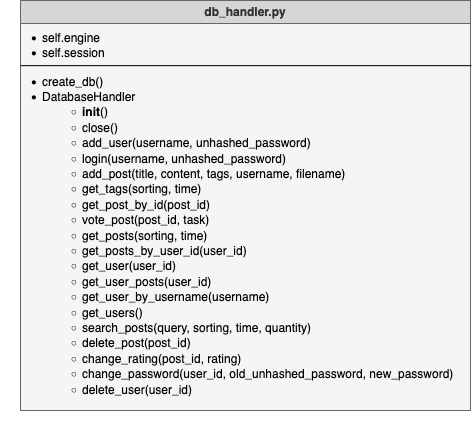 db_handler.py
self.engine
self.session
create_db()
DatabaseHandler
init()
close()
add_user(username, unhashed_password)
login(username, unhashed_password)
add_post(title, content, tags, username, filename)
get_tags(sorting, time)
get_post_by_id(post_id)
vote_post(post_id, task)
get_posts(sorting, time)
get_posts_by_user_id(user_id)
get_user(user_id)
get_user_posts(user_id)
get_user_by_username(username)
get_users()
search_posts(query, sorting, time, quantity)
delete_post(post_id)
change_rating(post_id, rating)
change_password(user_id, old_unhashed_password, new_password)
delete_user(user_id)